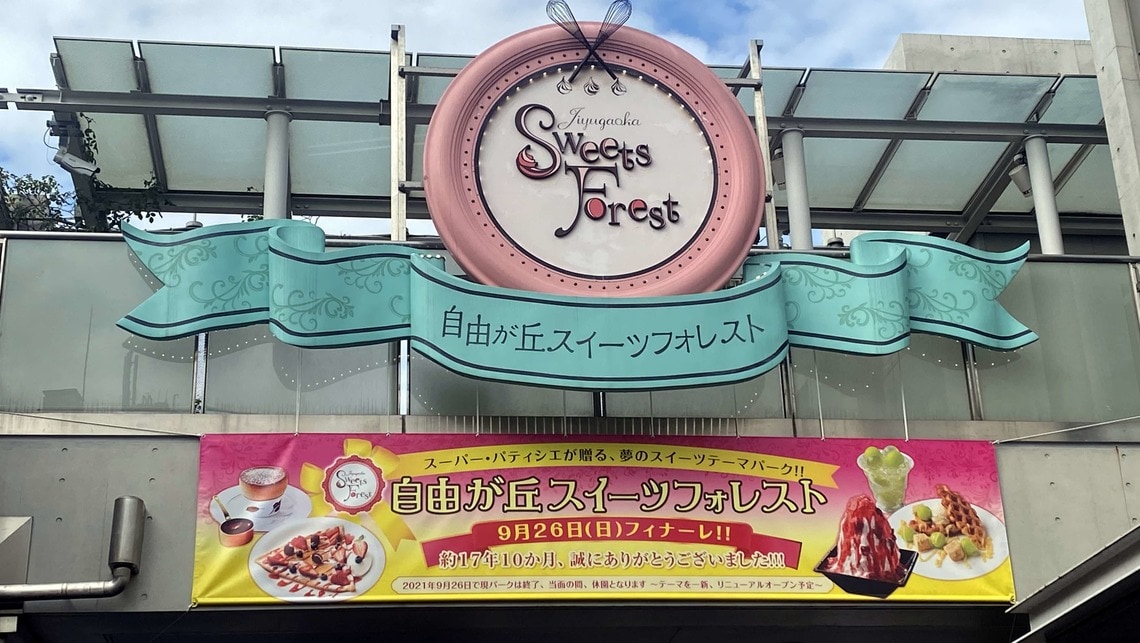 Jiyugaoka
Sweets
Forest
自由が丘スイーツフォレスト
スーパー・パティシエが贈る、夢のスイーツテーマパーク!!
Sweets
Forest
自由が丘スイーツフォレスト
9月26日(日)フィナーレ!!
約17年10か月、誠にありがとうございました!!!
2021年9月26日で現パークは終了、当面の間、休園となります 〜テーマを一新、リニューアルオープン予定〜